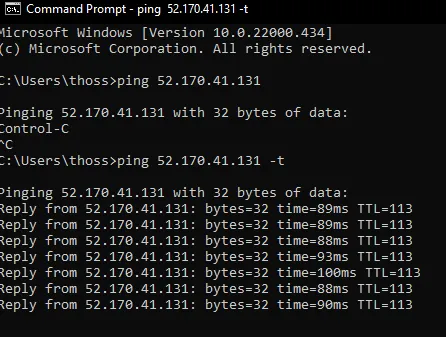 Command Prompt - ping 52.170.41.131 -t
Microsoft Windows [Version 10.0.22000.434]
(c) Microsoft Corporation. All rights reserved.
C:\Users\thoss>ping 52.170.41.131
Pinging 52.170.41.131 with 32 bytes of data:
Control-C
^C
C:\Users\thoss>ping 52.170.41.131 -t
Pinging 52.170.41.131 with 32 bytes of data:
Reply from 52.170.41.131: bytes=32 time=89ms TTL=113
Reply from 52.170.41.131: bytes=32 time=89ms TTL=113
Reply from 52.170.41.131: bytes=32 time=88ms TTL=113
Reply from 52.170.41.131: bytes=32 time=93ms TTL=113
Reply from 52.170.41.131: bytes=32 time=100ms TTL=113
Reply from 52.170.41.131: bytes=32 time=88ms TTL=113
Reply from 52.170.41.131: bytes=32 time=90ms TTL=113